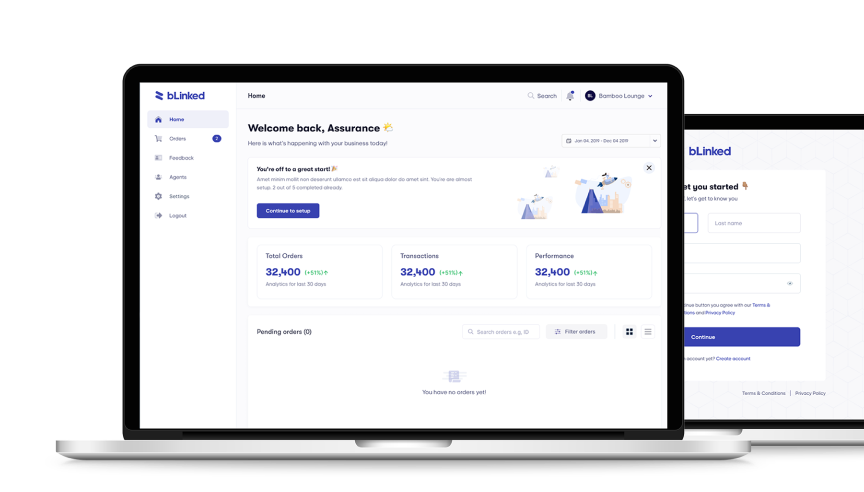 bLinked
Home
Search
BL
Bamboo Lounge
Home
Orders
2
Feedback
Agents
Settings
Logout
Welcome back, Assurance
Here is what's happening with your business today!
Jan 04, 2019 - Dec 04 2019
You're off to a great start!
Amet minim mollit non deserunt ullamco est sit aliqua dolor do amet sint. You're are almost
setup. 2 out of 3 completed already.
Continue to setup
Total Orders
32,400 (+51%)
Analytics for last 30 days
Transactions
32,400 (+51%)
Analytics for last 30 days
Performance
32,400 (+51%)
Analytics for last 30 days
Pending orders (0)
Search orders e.g, ID
Filter orders
You have no orders yet!
bLinked
et you started
, let's get to know you
Last name
nue button you agree with our Terms &
and Privacy Policy
Continue
account yet? Create account
Terms & Conditions | Privacy Policy